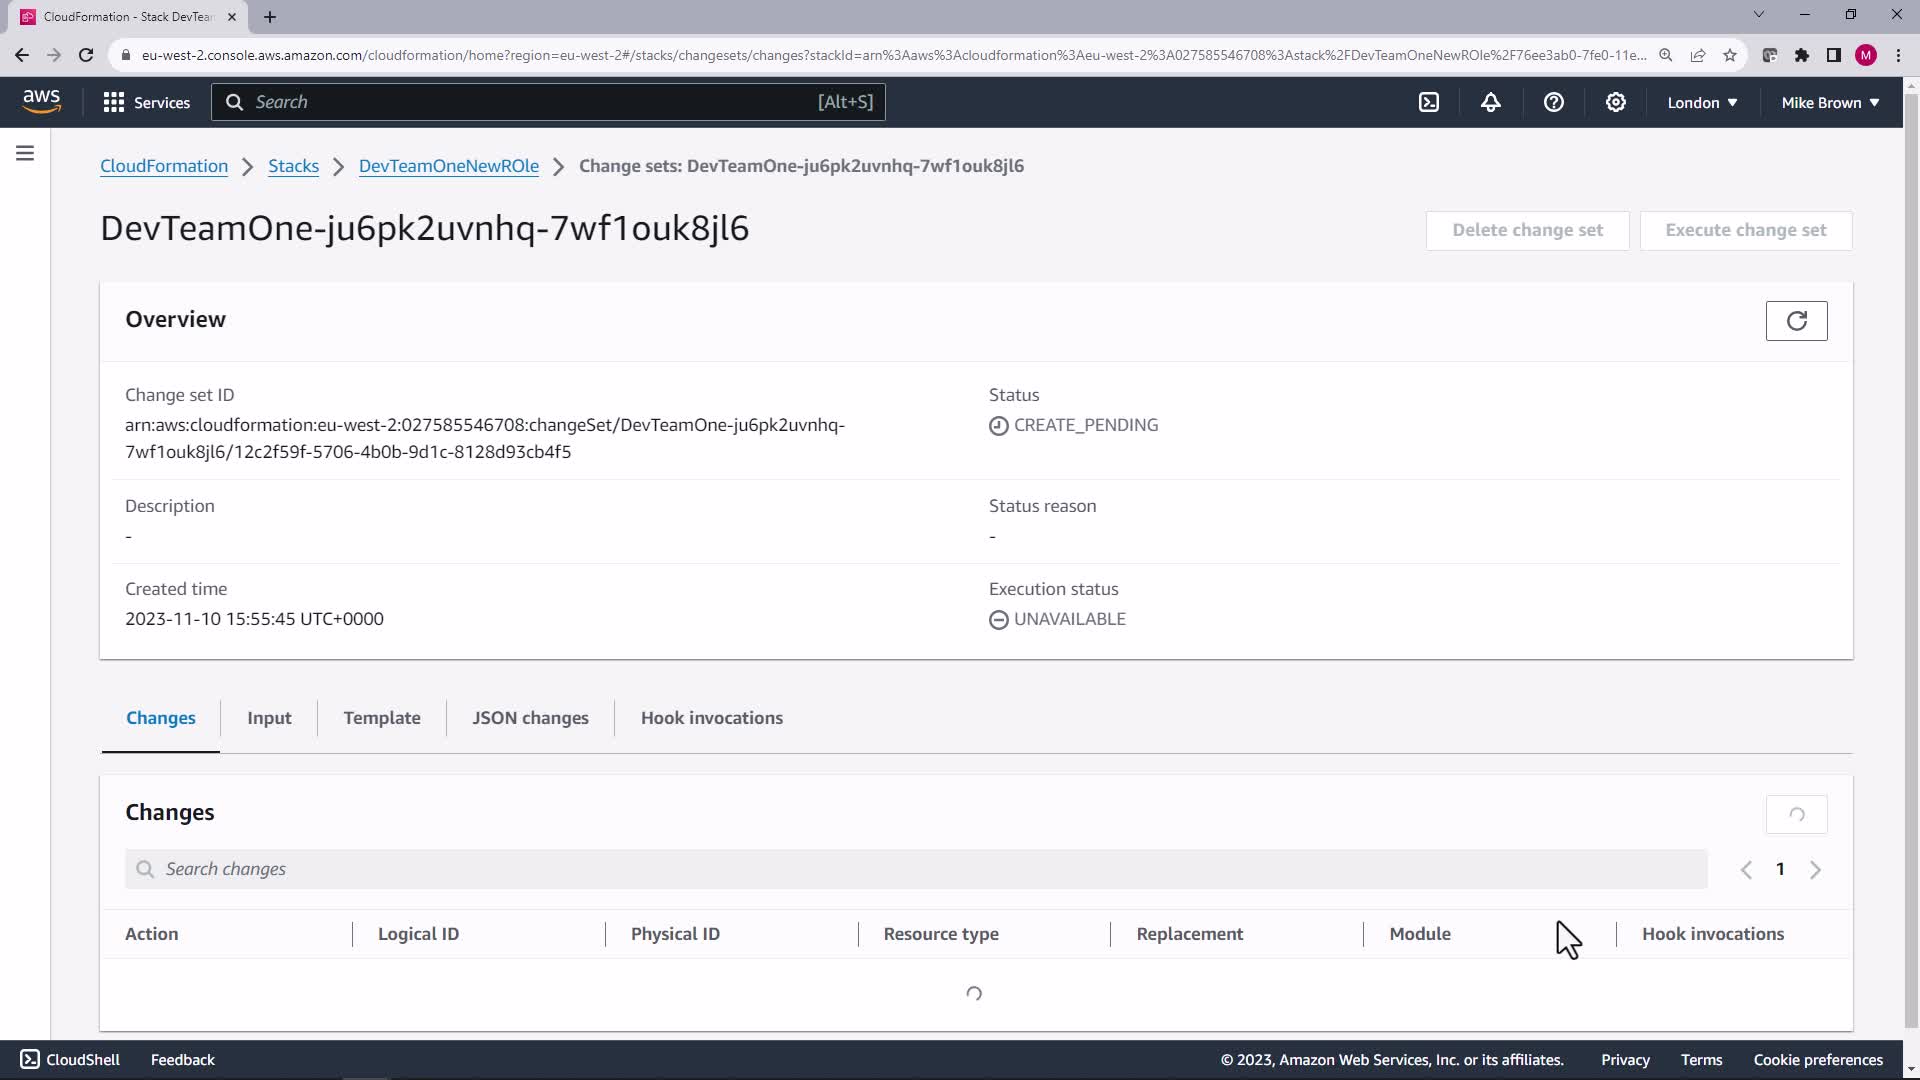 CloudFormation - Stack DevTear
eu-west-2.console.aws.amazon.com/cloudformation/home?region=eu-west-2#/stacks/changesets/changes?stackId=arn%3Aaws%3Acloudformation%3Aeu-west-2%3A027585546708%3Astack%2FDevTeamOneNewROle%2F76ee3ab0-7fe0-11e...
M
aws
Services
Search
[Alt+S]
London
Mike Brown
CloudFormation
Stacks
DevTeamOneNewROle
Change sets: DevTeamOne-ju6pk2uvnhq-7wf1ouk8jl6
DevTeamOne-ju6pk2uvnhq-7wf1ouk8jl6
Delete change set
Execute change set
Overview
Change set ID
arn:aws:cloudformation:eu-west-2:027585546708:changeSet/DevTeamOne-ju6pk2uvnhq-
7wf1ouk8jl6/12c2f59f-5706-4b0b-9d1c-8128d93cb4f5
Status
CREATE_PENDING
Description
-
Status reason
-
Created time
2023-11-10 15:55:45 UTC+0000
Execution status
UNAVAILABLE
Changes
Input
Template
JSON changes
Hook invocations
Changes
Search changes
1
Action
Logical ID
Physical ID
Resource type
Replacement
Module
Hook invocations
CloudShell
Feedback
© 2023, Amazon Web Services, Inc. or its affiliates.
Privacy
Terms
Cookie preferences